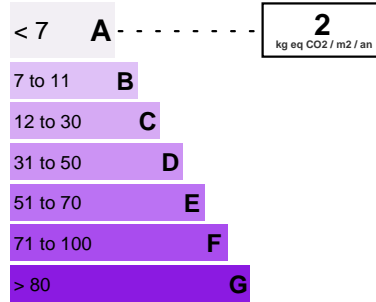 < 7 A - - - - - - - - 2
kg eq CO2 / m2 / an
7 to 11 B
12 to 30 C
31 to 50 D
51 to 70 E
71 to 100 F
> 80 G